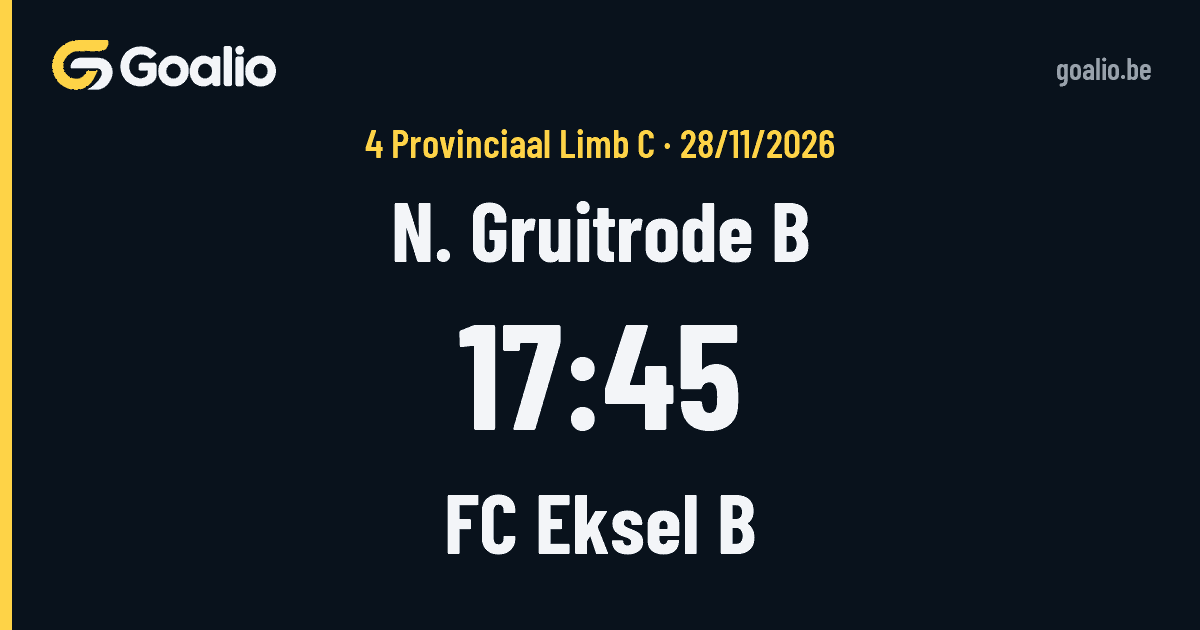 Goalio
goalio.be
4 Provinciaal Limb C · 28/11/2026
N. Gruitrode B
17:45
FC Eksel B